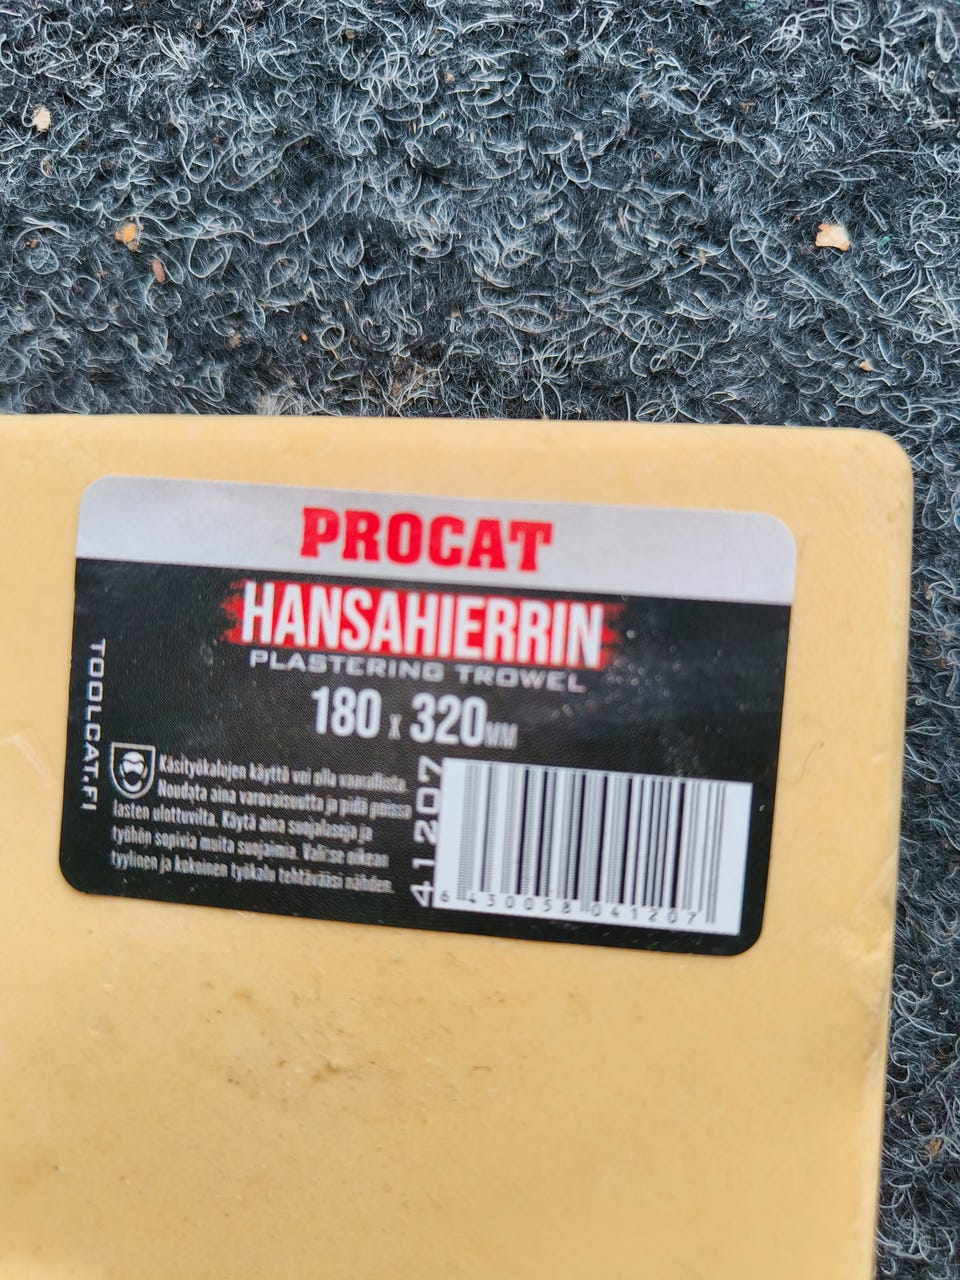 PROCAT
HANSAHIERRIN
PLASTERING TROWEL
180 x 320MM
TOOLCAT.FI
Käsityökalujen käyttö voi olla vaarallista
Noudata aina varovaisuutta ja pidä poissa
lasten ulottuvilta. Käytä aina suojalaseja ja
työhön sopivia muita suojaimia. Valitse oikean
tyylinen ja kokoinen työkalu tehtävääsi nähden.
41207
6 430058 041207